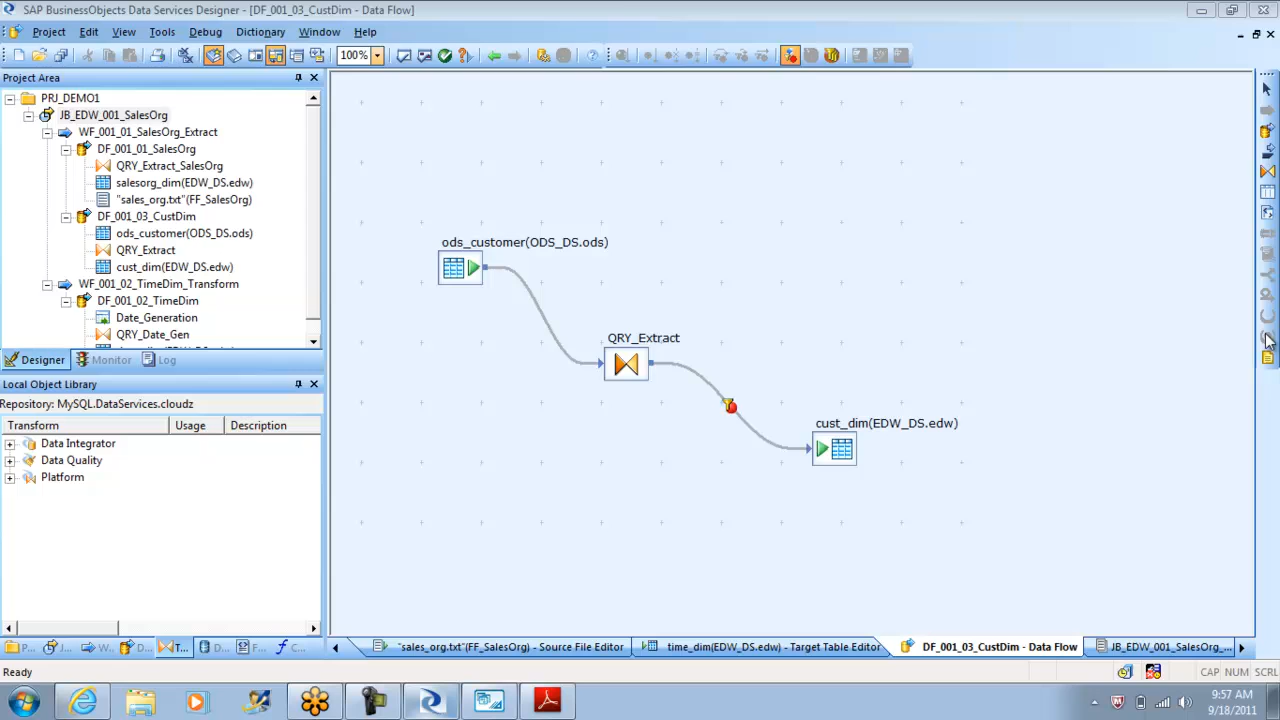 SAP BusinessObjects Data Services Designer - [DF_001_03_CustDim - Data Flow]
Project Edit View Tools Debug Dictionary Window Help
100%
Project Area
PRJ_DEMO1
JB_EDW_001_SalesOrg
WF_001_01_SalesOrg_Extract
DF_001_01_SalesOrg
QRY_Extract_SalesOrg
salesorg_dim(EDW_DS.edw)
"sales_org.txt"(FF_SalesOrg)
DF_001_03_CustDim
ods_customer(ODS_DS.ods)
QRY_Extract
cust_dim(EDW_DS.edw)
WF_001_02_TimeDim_Transform
DF_001_02_TimeDim
Date_Generation
QRY_Date_Gen
Designer Monitor Log
Local Object Library
Repository: MySQL.DataServices.cloudz
Transform Usage Description
Data Integrator
Data Quality
Platform
P... J... W... D... T... D... F... C...
ods_customer(ODS_DS.ods)
QRY_Extract
cust_dim(EDW_DS.edw)
"sales_org.txt"(FF_SalesOrg) - Source File Editor
time_dim(EDW_DS.edw) - Target Table Editor
DF_001_03_CustDim - Data Flow
JB_EDW_001_SalesOrg_...
Ready
CAP NUM SCRL
9:57 AM
9/18/2011